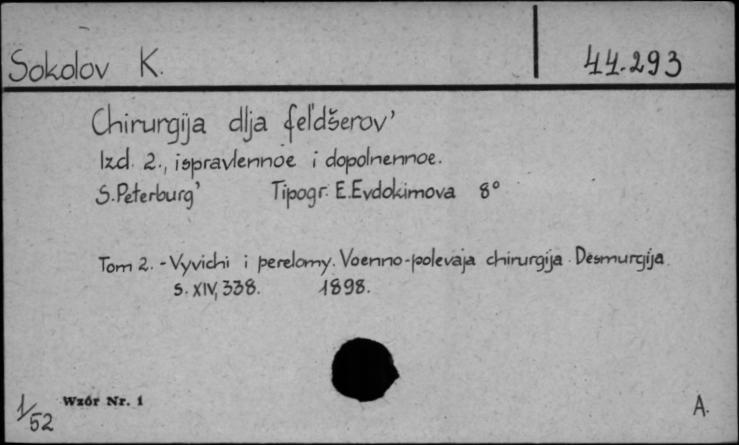 Sokolov K. 44.293
Chirurgija dlja fel'dšerov'
Izd. 2., ispravlennoe i dopolnennoe.
S.Peterburg' Tipogr. E.Evdokimova 8°
Tom 2. - Vyvichi i perelomy. Voenno-polevaja chirurgija. Desmurgija.
s. XIV, 338. 1898.
Wzór Nr. 1
1/52 A.